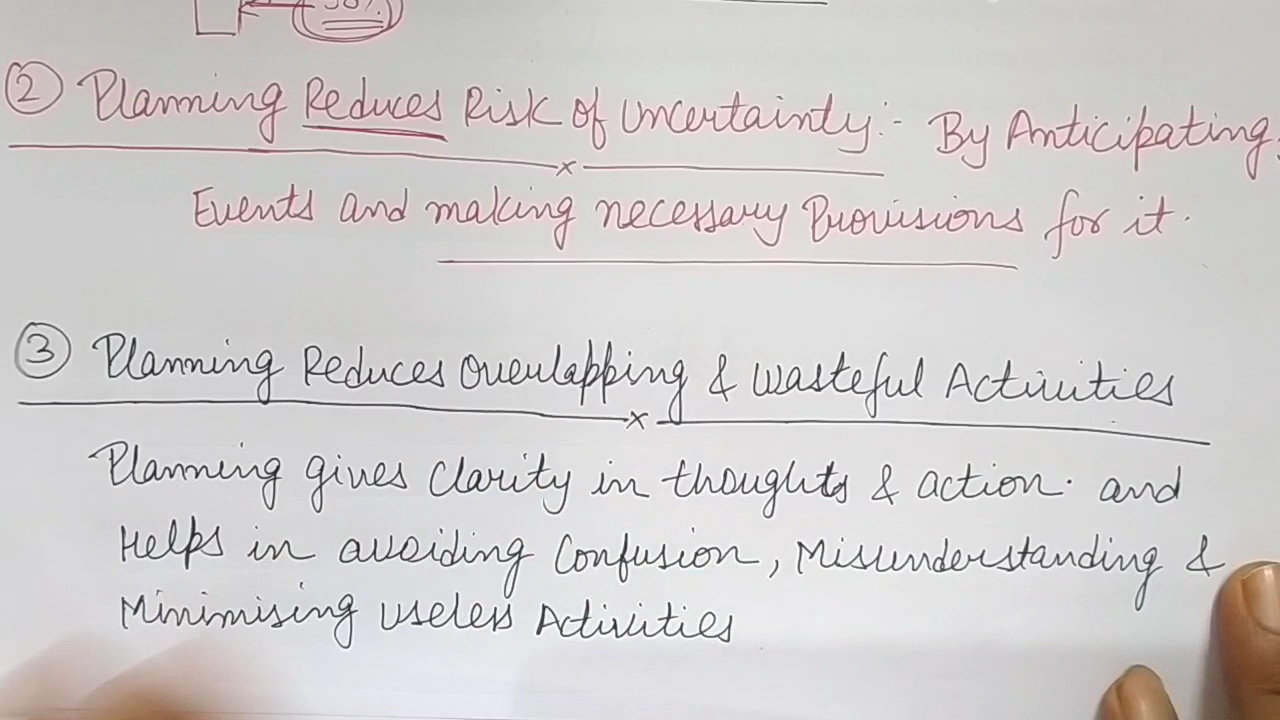 50%
② Planning Reduces Risk of Uncertainty:- By Anticipating
Events and making necessary Provisions for it.
③ Planning Reduces Overlapping & Wasteful Activities
Planning gives Clarity in thoughts & action. and
Helps in avoiding Confusion, Misunderstanding &
Minimising Useless Activities